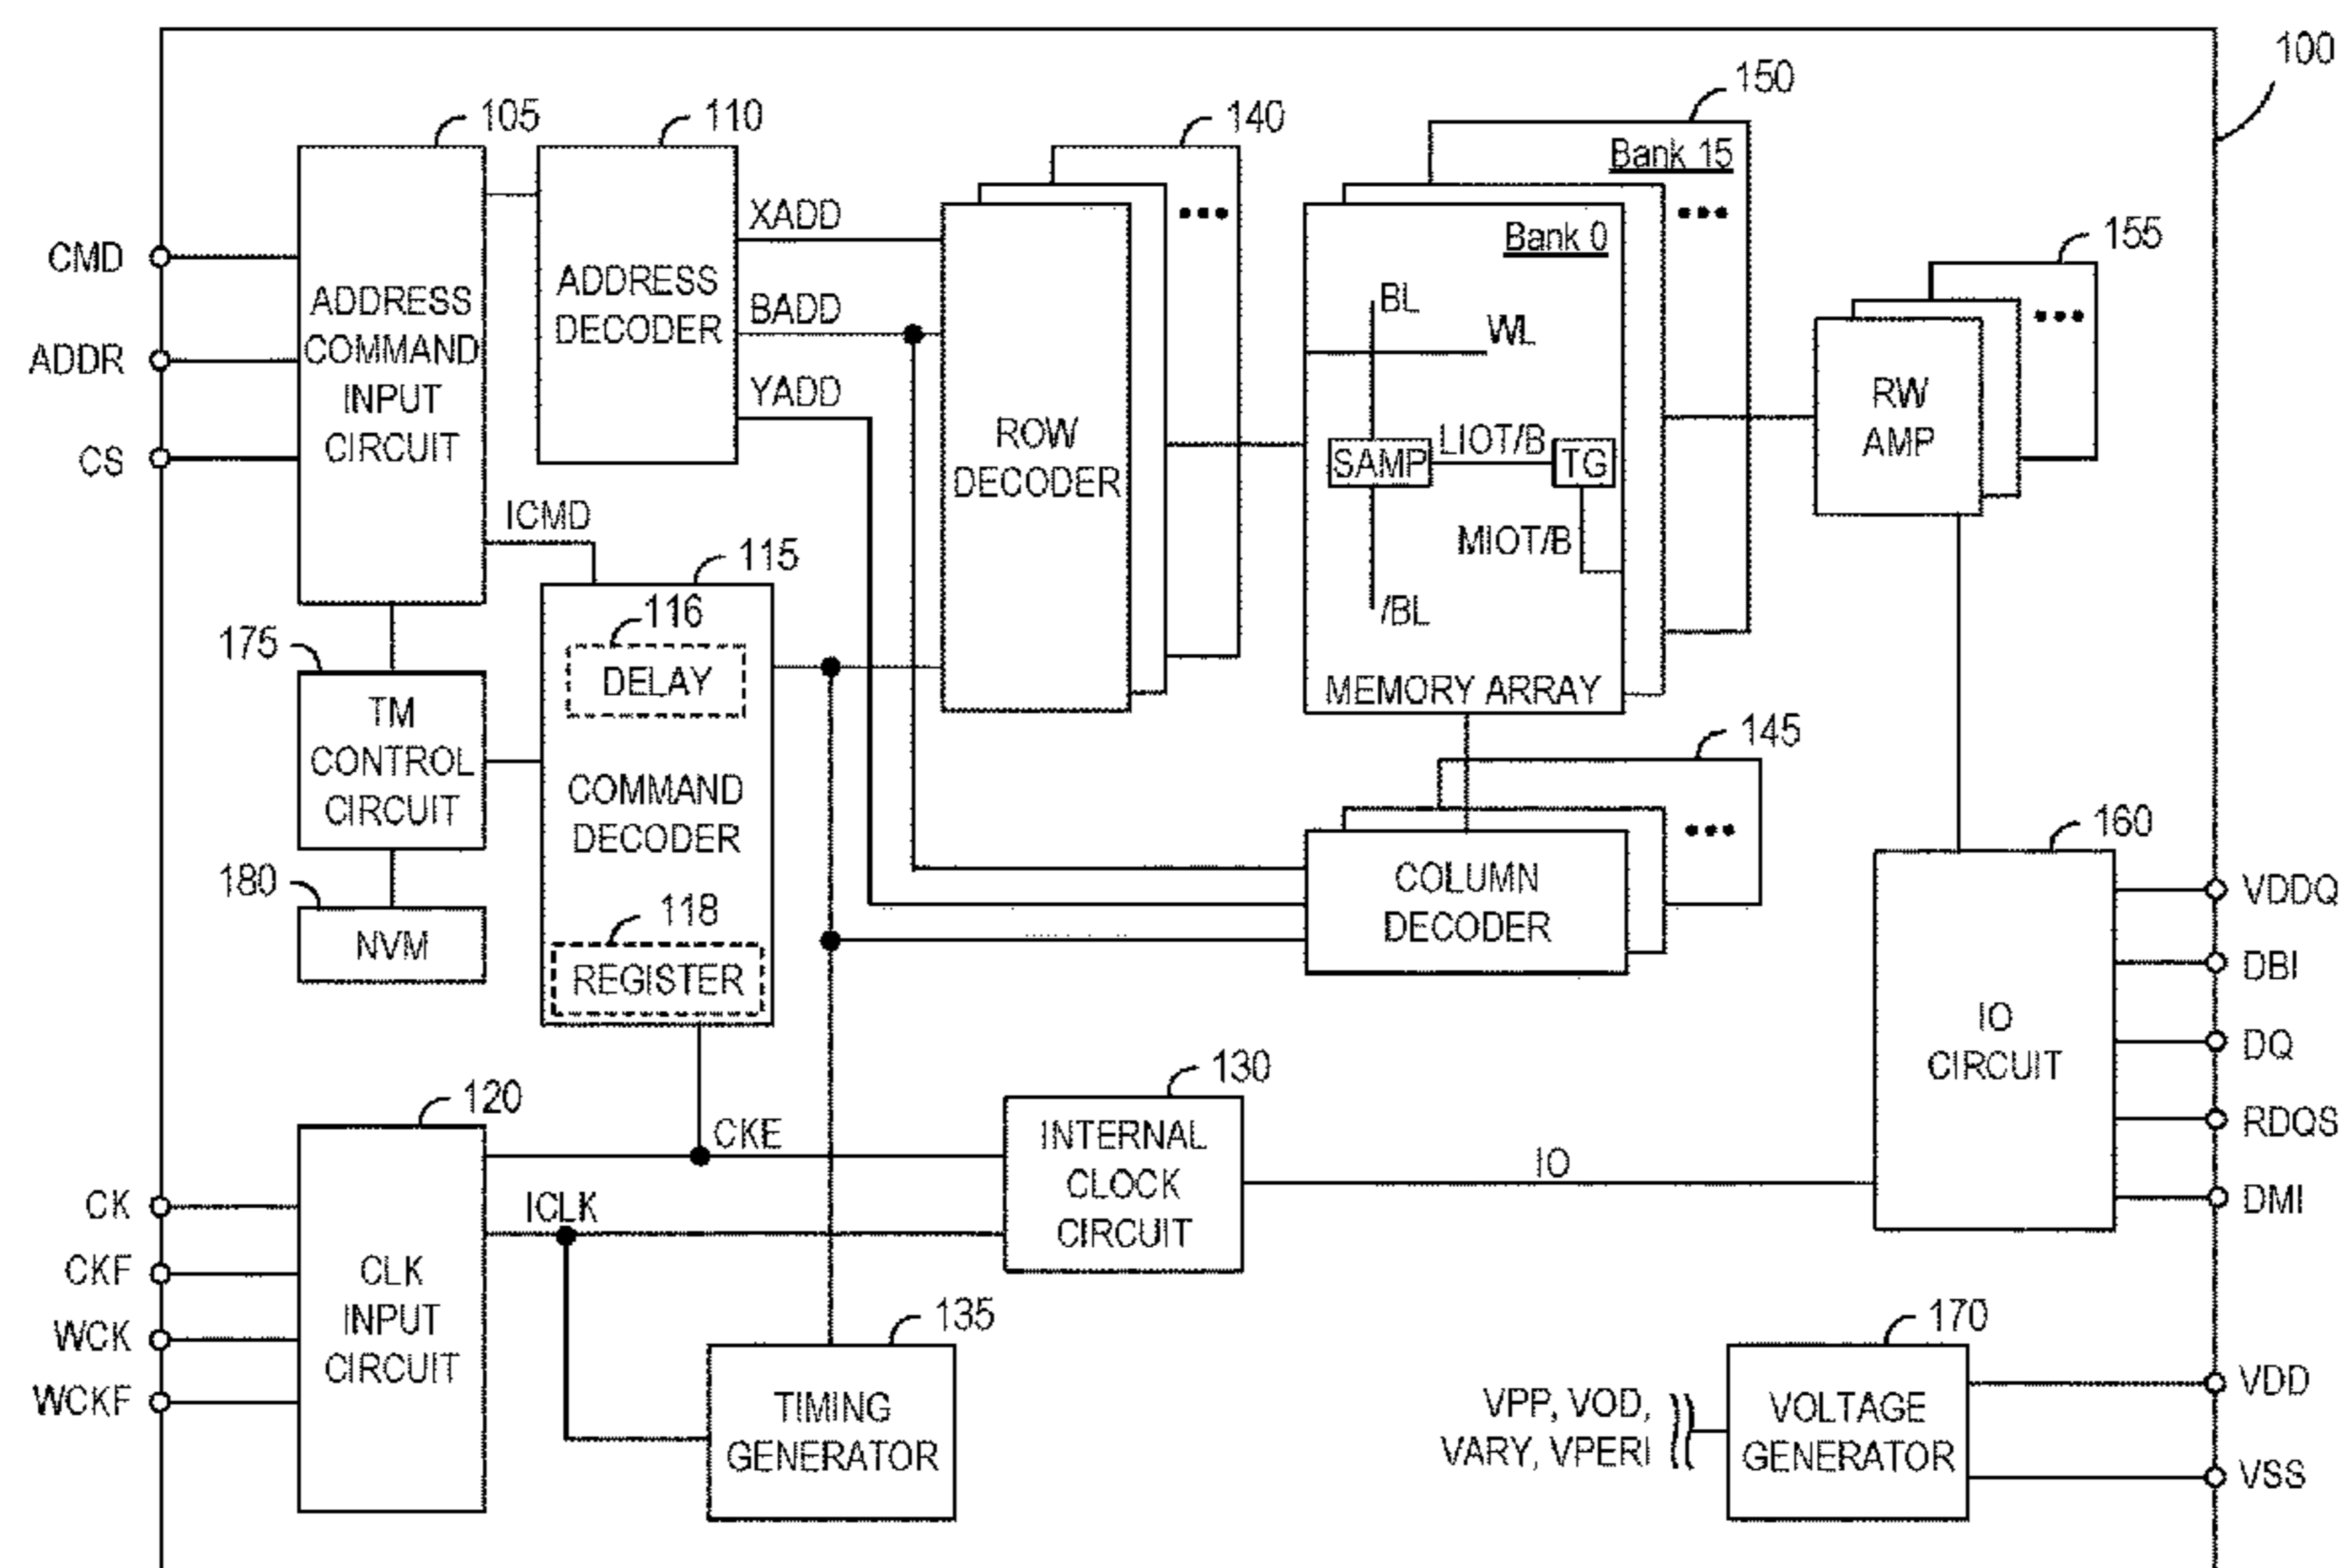 100
105
110
140
150
Bank 15
155
CMD
ADDR
CS
ADDRESS
COMMAND
INPUT
CIRCUIT
ADDRESS
DECODER
XADD
BADD
YADD
ROW
DECODER
Bank 0
BL
WL
SAMP
LIOT/B
TG
MIOT/B
/BL
MEMORY ARRAY
RW
AMP
ICMD
115
116
DELAY
COMMAND
DECODER
118
REGISTER
175
TM
CONTROL
CIRCUIT
180
NVM
145
COLUMN
DECODER
160
IO
CIRCUIT
VDDQ
DBI
DQ
RDQS
DMI
120
CK
CKF
WCK
WCKF
CLK
INPUT
CIRCUIT
CKE
ICLK
130
INTERNAL
CLOCK
CIRCUIT
IO
135
TIMING
GENERATOR
170
VPP, VOD,
VARY, VPERI
VOLTAGE
GENERATOR
VDD
VSS